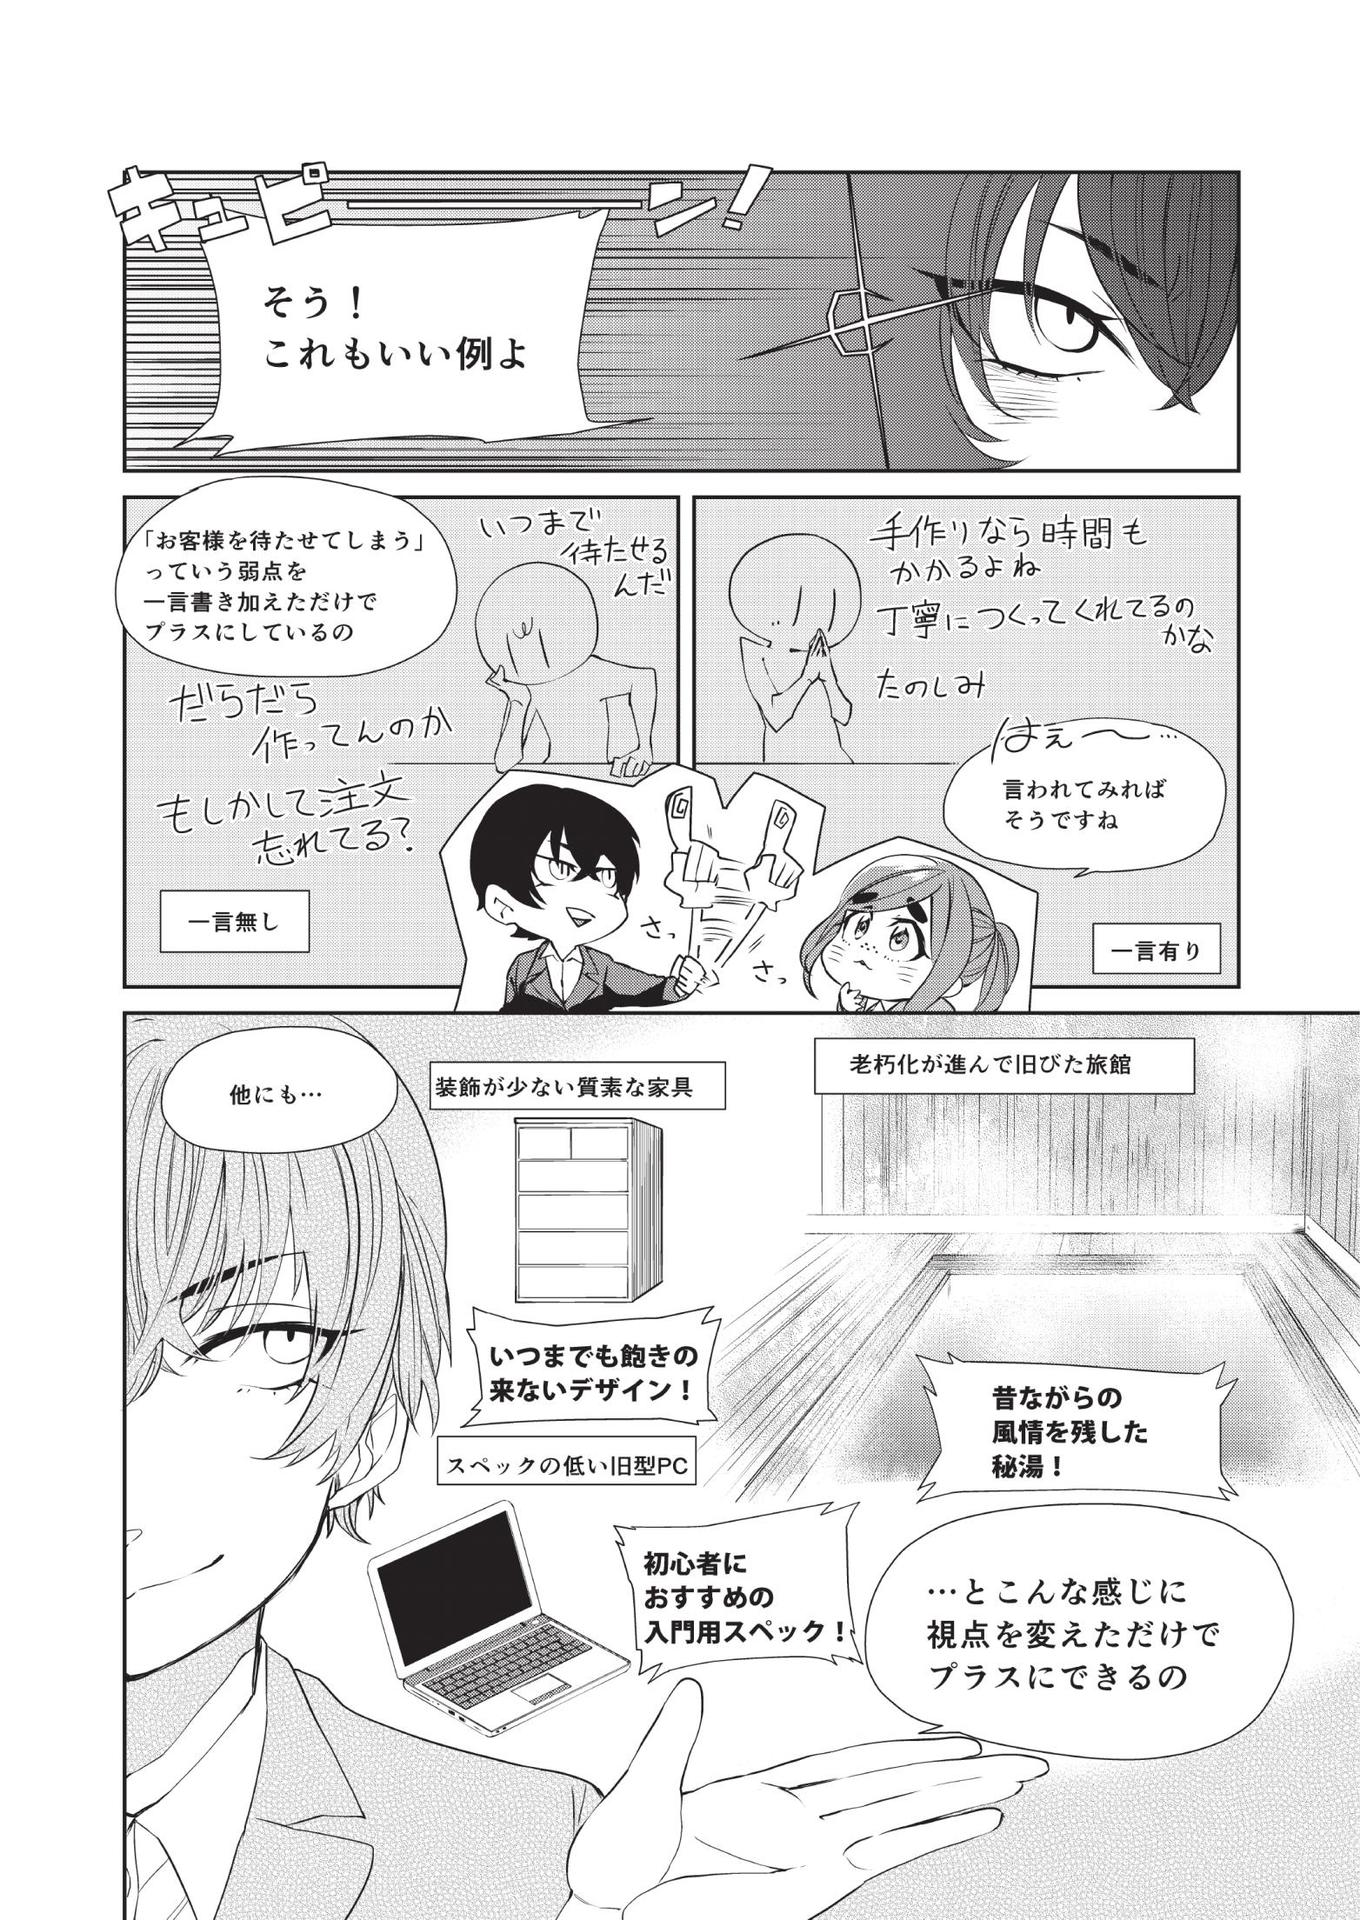 キュピーン！
そう！
これもいい例よ
「お客様を待たせてしまう」
っていう弱点を
一言書き加えただけで
プラスにしているの
いつまで
待たせる
んだ
だらだら
作ってんのか
もしかして注文
忘れてる？
一言無し
手作りなら時間も
かかるよね
丁寧につくってくれてるの
かな
たのしみ
はぇ〜…
言われてみれば
そうですね
一言有り
さっ
さっ
他にも…
装飾が少ない質素な家具
いつまでも飽きの
来ないデザイン！
老朽化が進んで旧びた旅館
昔ながらの
風情を残した
秘湯！
スペックの低い旧型PC
初心者に
おすすめの
入門用スペック！
…とこんな感じに
視点を変えただけで
プラスにできるの